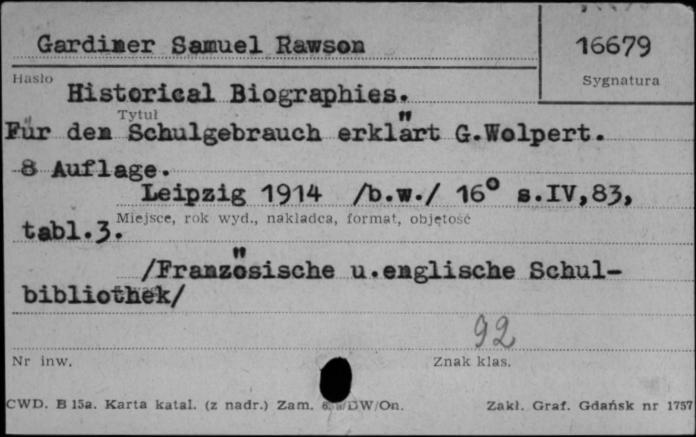 Gardiner Samuel Rawson
16679
Hasło
Sygnatura
Historical Biographies.
Tytuł
Für den Schulgebrauch erklärt G.Wolpert.
8 Auflage.
Leipzig 1914 /b.w./ 16° s.IV,83,
Miejsce, rok wyd., nakładca, format, objętość
tabl.3.
/Französische u.englische Schul-
bibliothek/
92
Nr inw.
Znak klas.
CWD. B 15a. Karta katal. (z nadr.) Zam. DW/On.
Zakł. Graf. Gdańsk nr 1757